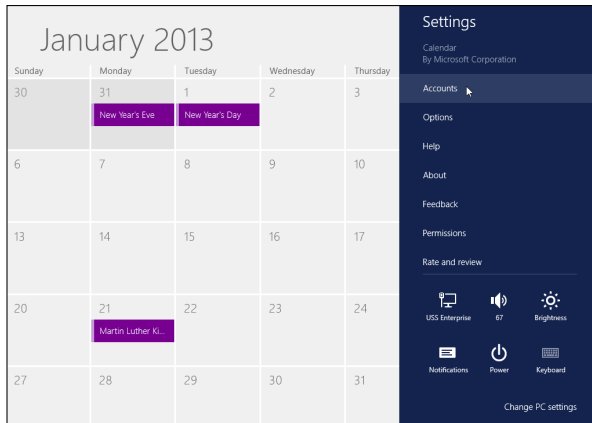 January 2013
Sunday Monday Tuesday Wednesday Thursday
30 31 1 2 3
New Year's Eve New Year's Day
6 7 8 9 10
13 14 15 16 17
20 21 22 23 24
Martin Luther Ki...
27 28 29 30 31
Settings
Calendar
By Microsoft Corporation
Accounts
Options
Help
About
Feedback
Permissions
Rate and review
USS Enterprise 67 Brightness
Notifications Power Keyboard
Change PC settings